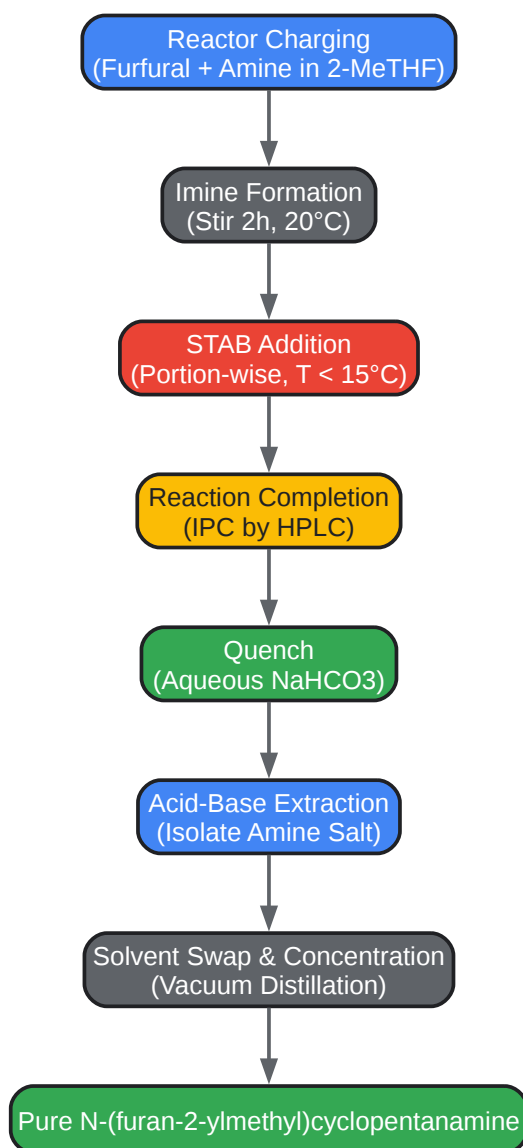 Reactor Charging
(Furfural + Amine in 2-MeTHF)
Imine Formation
(Stir 2h, 20°C)
STAB Addition
(Portion-wise, T < 15°C)
Reaction Completion
(IPC by HPLC)
Quench
(Aqueous NaHCO3)
Acid-Base Extraction
(Isolate Amine Salt)
Solvent Swap & Concentration
(Vacuum Distillation)
Pure N-(furan-2-ylmethyl)cyclopentanamine